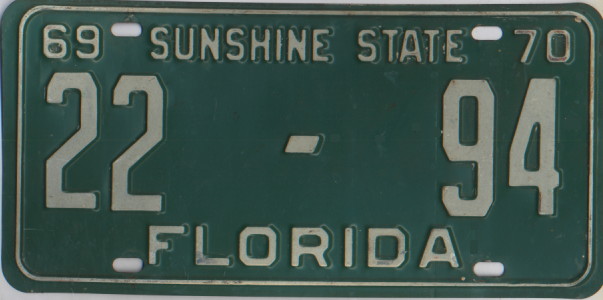 69 SUNSHINE STATE 70
22 - 94
FLORIDA